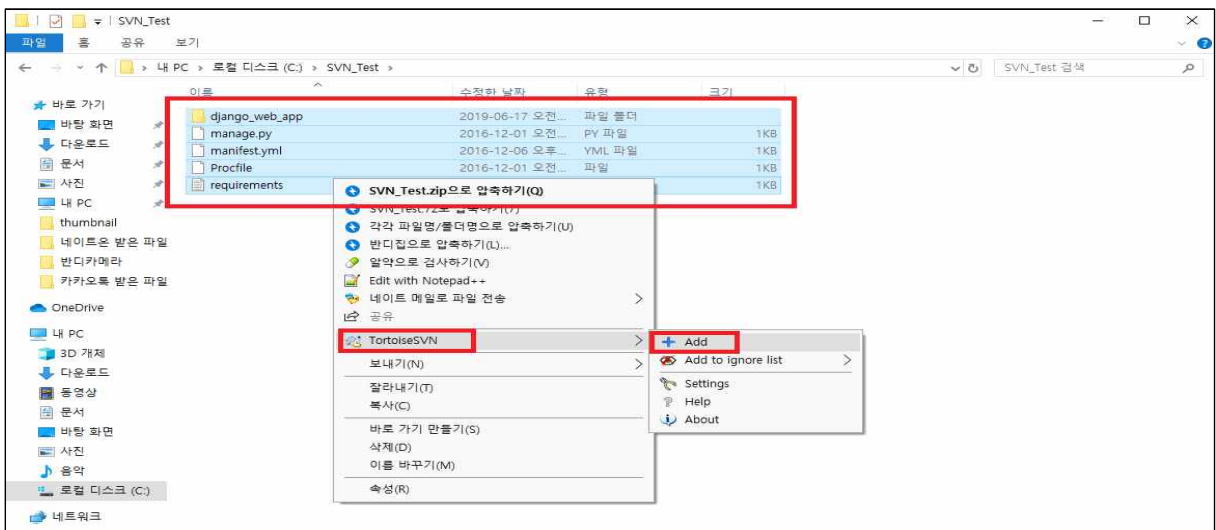 SVN_Test
파일 홈 공유 보기
내 PC > 로컬 디스크 (C:) > SVN_Test >
SVN_Test 검색
이름 수정한 날짜 유형 크기
바로 가기
바탕 화면
다운로드
문서
사진
내 PC
thumbnail
네이트온 받은 파일
반디카메라
카카오톡 받은 파일
OneDrive
내 PC
3D 개체
다운로드
동영상
문서
바탕 화면
사진
음악
로컬 디스크 (C:)
네트워크
django_web_app 2019-06-17 오전... 파일 폴더
manage.py 2016-12-01 오전... PY 파일 1KB
manifest.yml 2016-12-06 오후... YML 파일 1KB
Procfile 2016-12-01 오전... 파일 1KB
requirements 1KB
SVN_Test.zip으로 압축하기(Q)
SVN_Test.7z로 압축하기(7)
각각 파일명/폴더명으로 압축하기(U)
반디집으로 압축하기(L)...
알약으로 검사하기(V)
Edit with Notepad++
네이트 메일로 파일 전송 >
공유
TortoiseSVN >
보내기(N) >
잘라내기(T)
복사(C)
바로 가기 만들기(S)
삭제(D)
이름 바꾸기(M)
속성(R)
Add
Add to ignore list >
Settings
Help
About